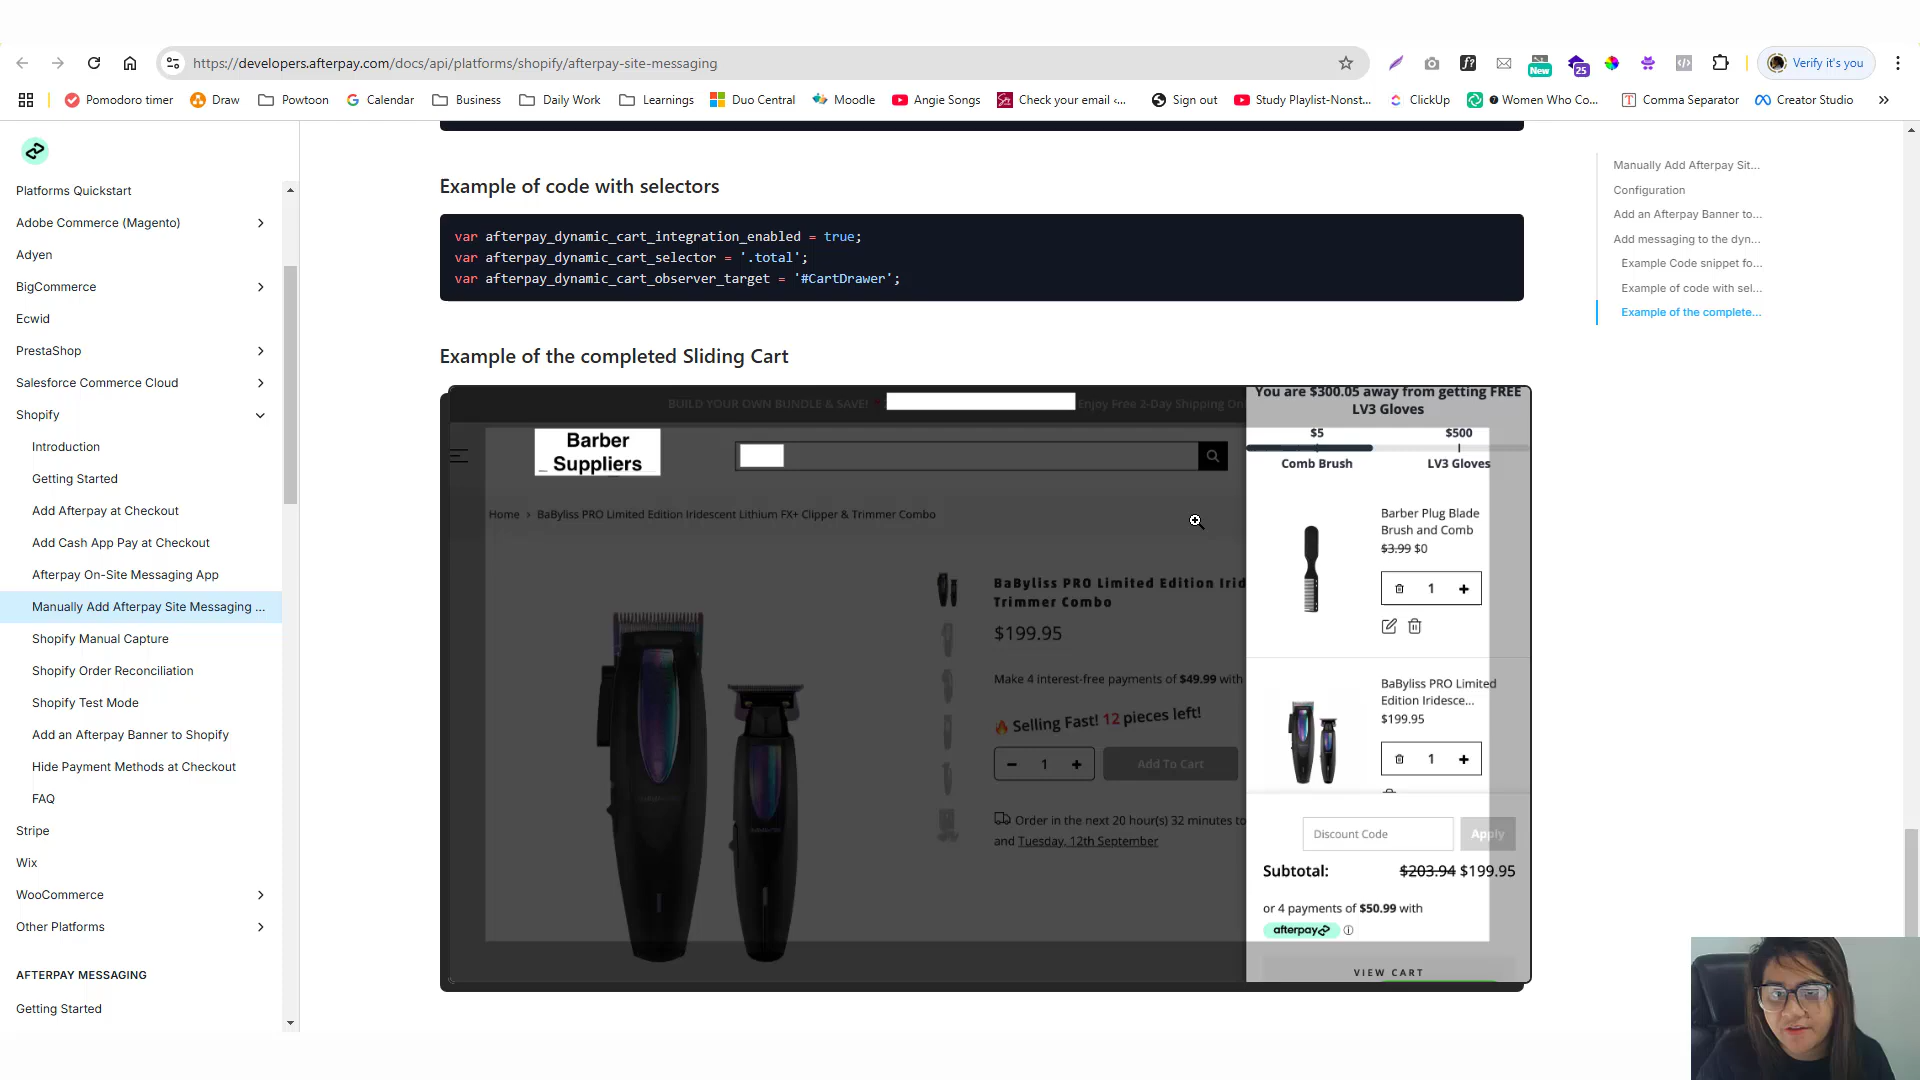 https://developers.afterpay.com/docs/api/platforms/shopify/afterpay-site-messaging
f?
New
25
Verify it's you
Pomodoro timer
Draw
Powtoon
Calendar
Business
Daily Work
Learnings
Duo Central
Moodle
Angie Songs
Check your email ‹...
Sign out
Study Playlist-Nonst...
ClickUp
Women Who Co...
Comma Separator
Creator Studio
Platforms Quickstart
Adobe Commerce (Magento)
Adyen
BigCommerce
Ecwid
PrestaShop
Salesforce Commerce Cloud
Shopify
Introduction
Getting Started
Add Afterpay at Checkout
Add Cash App Pay at Checkout
Afterpay On-Site Messaging App
Manually Add Afterpay Site Messaging ...
Shopify Manual Capture
Shopify Order Reconciliation
Shopify Test Mode
Add an Afterpay Banner to Shopify
Hide Payment Methods at Checkout
FAQ
Stripe
Wix
WooCommerce
Other Platforms
AFTERPAY MESSAGING
Getting Started
Example of code with selectors
var afterpay_dynamic_cart_integration_enabled = true;
var afterpay_dynamic_cart_selector = '.total';
var afterpay_dynamic_cart_observer_target = '#CartDrawer';
Example of the completed Sliding Cart
BUILD YOUR OWN BUNDLE & SAVE!
Enjoy Free 2-Day Shipping On
Barber
Suppliers
Home › BaByliss PRO Limited Edition Iridescent Lithium FX+ Clipper & Trimmer Combo
BaByliss PRO Limited Edition Irid
Trimmer Combo
$199.95
Make 4 interest-free payments of $49.99 with
Selling Fast! 12 pieces left!
1
Add To Cart
Order in the next 20 hour(s) 32 minutes to
and Tuesday, 12th September
You are $300.05 away from getting FREE
LV3 Gloves
$5
$500
Comb Brush
LV3 Gloves
Barber Plug Blade
Brush and Comb
$3.99 $0
1
BaByliss PRO Limited
Edition Iridesce...
$199.95
1
Discount Code
Apply
Subtotal:
$203.94 $199.95
or 4 payments of $50.99 with
afterpay
VIEW CART
Manually Add Afterpay Sit...
Configuration
Add an Afterpay Banner to...
Add messaging to the dyn...
Example Code snippet fo...
Example of code with sel...
Example of the complete...